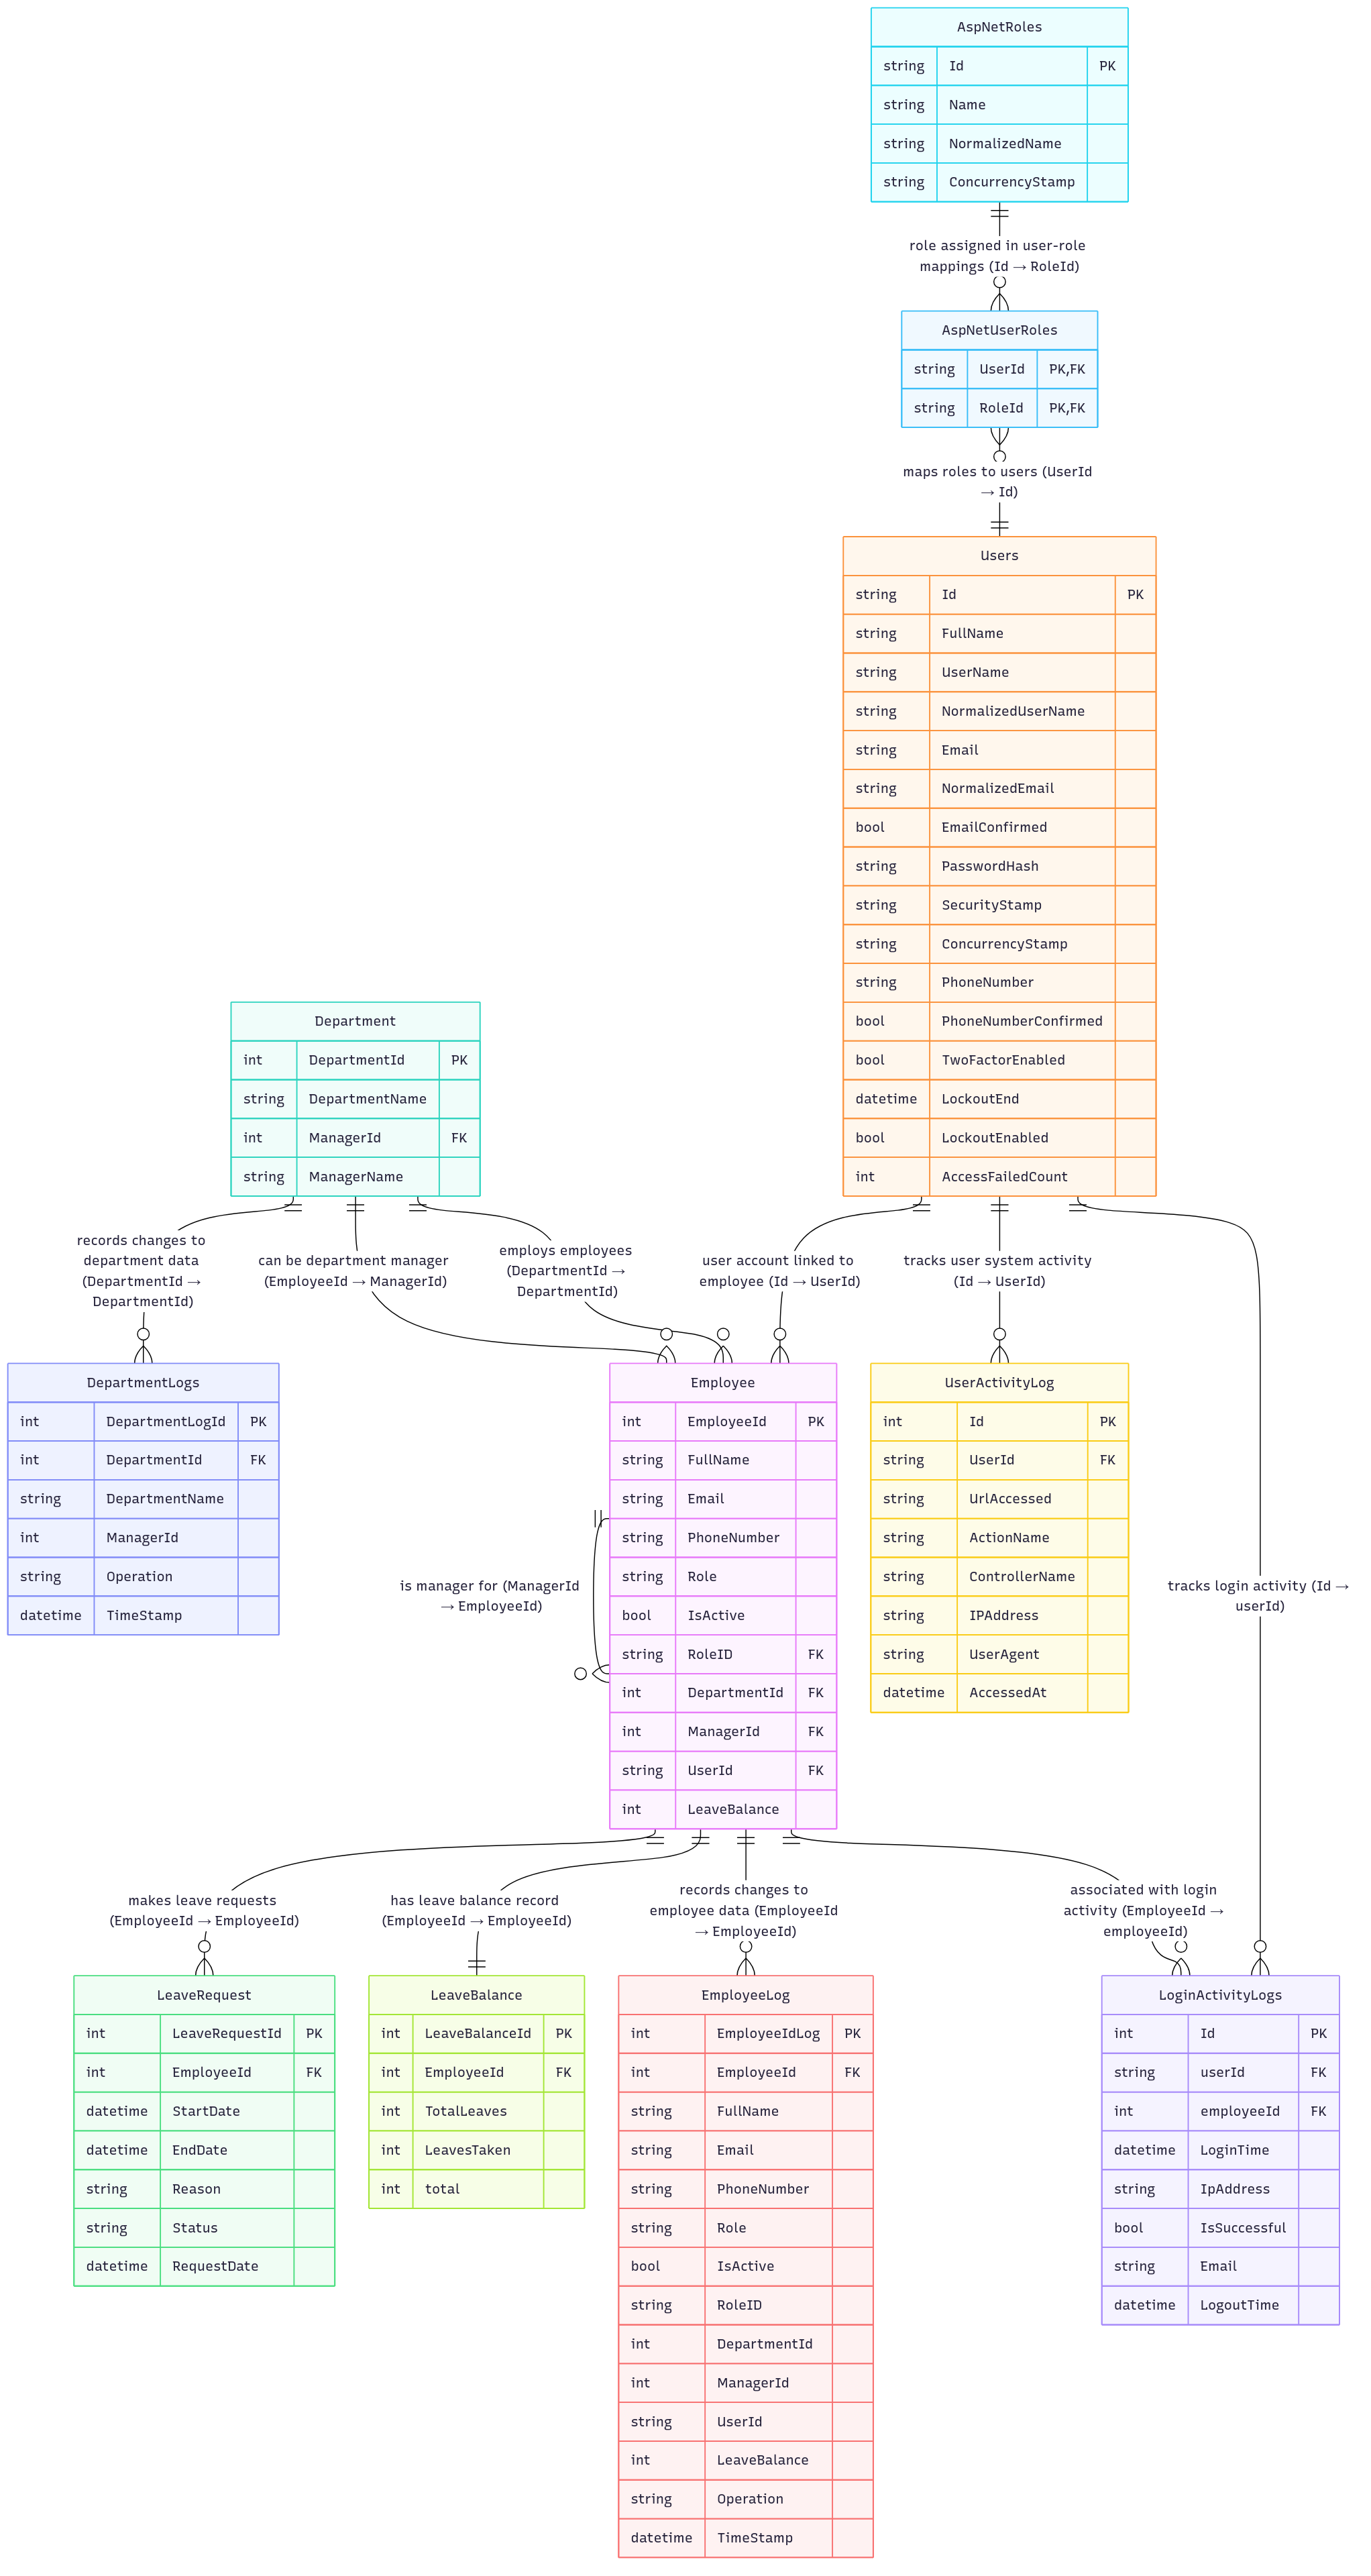 AspNetRoles
string Id PK
string Name
string NormalizedName
string ConcurrencyStamp
role assigned in user-role
mappings (Id → RoleId)
AspNetUserRoles
string UserId PK,FK
string RoleId PK,FK
maps roles to users (UserId
→ Id)
Users
string Id PK
string FullName
string UserName
string NormalizedUserName
string Email
string NormalizedEmail
bool EmailConfirmed
string PasswordHash
string SecurityStamp
string ConcurrencyStamp
string PhoneNumber
bool PhoneNumberConfirmed
bool TwoFactorEnabled
datetime LockoutEnd
bool LockoutEnabled
int AccessFailedCount
Department
int DepartmentId PK
string DepartmentName
int ManagerId FK
string ManagerName
records changes to
department data
(DepartmentId →
DepartmentId)
can be department manager
(EmployeeId → ManagerId)
employs employees
(DepartmentId →
DepartmentId)
user account linked to
employee (Id → UserId)
tracks user system activity
(Id → UserId)
DepartmentLogs
int DepartmentLogId PK
int DepartmentId FK
string DepartmentName
int ManagerId
string Operation
datetime TimeStamp
is manager for (ManagerId
→ EmployeeId)
Employee
int EmployeeId PK
string FullName
string Email
string PhoneNumber
string Role
bool IsActive
string RoleID FK
int DepartmentId FK
int ManagerId FK
string UserId FK
int LeaveBalance
UserActivityLog
int Id PK
string UserId FK
string UrlAccessed
string ActionName
string ControllerName
string IPAddress
string UserAgent
datetime AccessedAt
tracks login activity (Id →
userId)
makes leave requests
(EmployeeId → EmployeeId)
has leave balance record
(EmployeeId → EmployeeId)
records changes to
employee data (EmployeeId
→ EmployeeId)
associated with login
activity (EmployeeId →
employeeId)
LeaveRequest
int LeaveRequestId PK
int EmployeeId FK
datetime StartDate
datetime EndDate
string Reason
string Status
datetime RequestDate
LeaveBalance
int LeaveBalanceId PK
int EmployeeId FK
int TotalLeaves
int LeavesTaken
int total
EmployeeLog
int EmployeeIdLog PK
int EmployeeId FK
string FullName
string Email
string PhoneNumber
string Role
bool IsActive
string RoleID
int DepartmentId
int ManagerId
string UserId
int LeaveBalance
string Operation
datetime TimeStamp
LoginActivityLogs
int Id PK
string userId FK
int employeeId FK
datetime LoginTime
string IpAddress
bool IsSuccessful
string Email
datetime LogoutTime